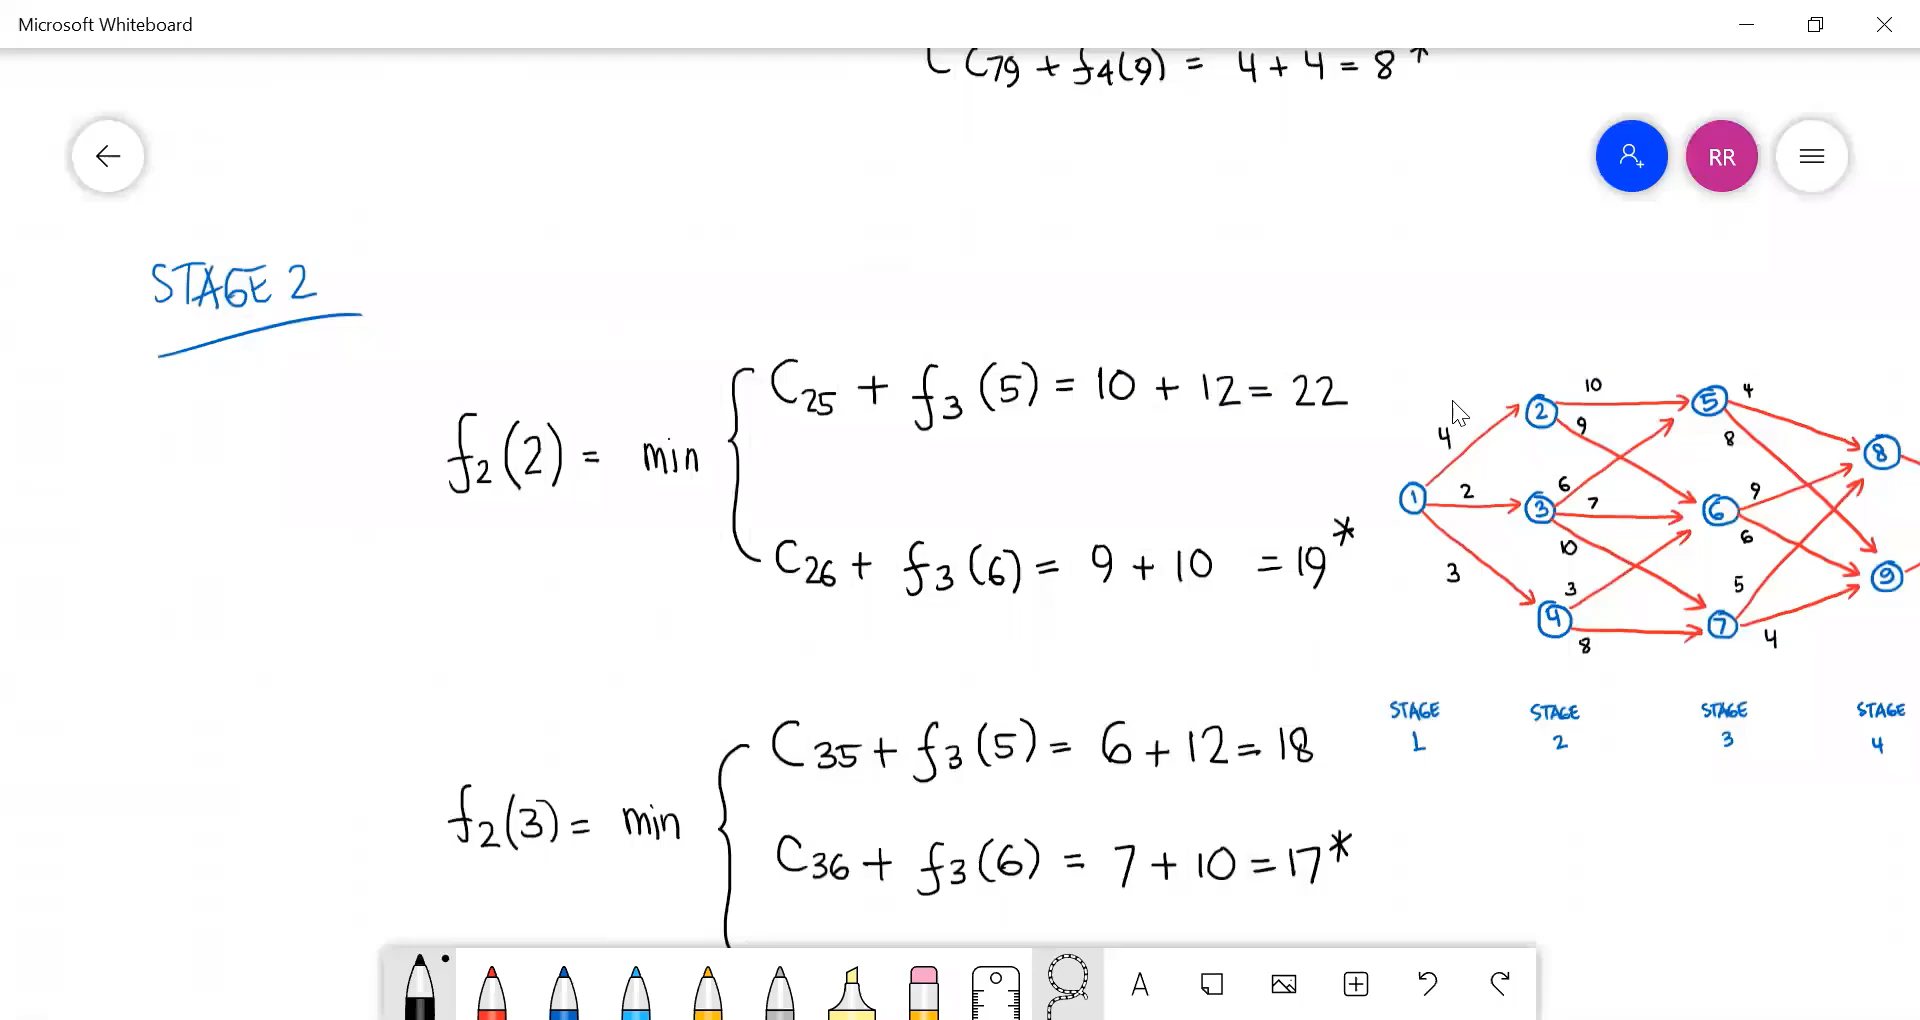 Microsoft Whiteboard
C79 + f4(9) = 4 + 4 = 8 *
RR
STAGE 2
f2(2) = min
C25 + f3(5) = 10 + 12 = 22
C26 + f3(6) = 9 + 10 = 19*
f2(3) = min
C35 + f3(5) = 6 + 12 = 18
C36 + f3(6) = 7 + 10 = 17*
10
2
5
4
4
9
8
8
1
2
3
6
7
6
9
10
6
3
3
5
9
4
8
7
4
STAGE STAGE STAGE STAGE
1 2 3 4
A